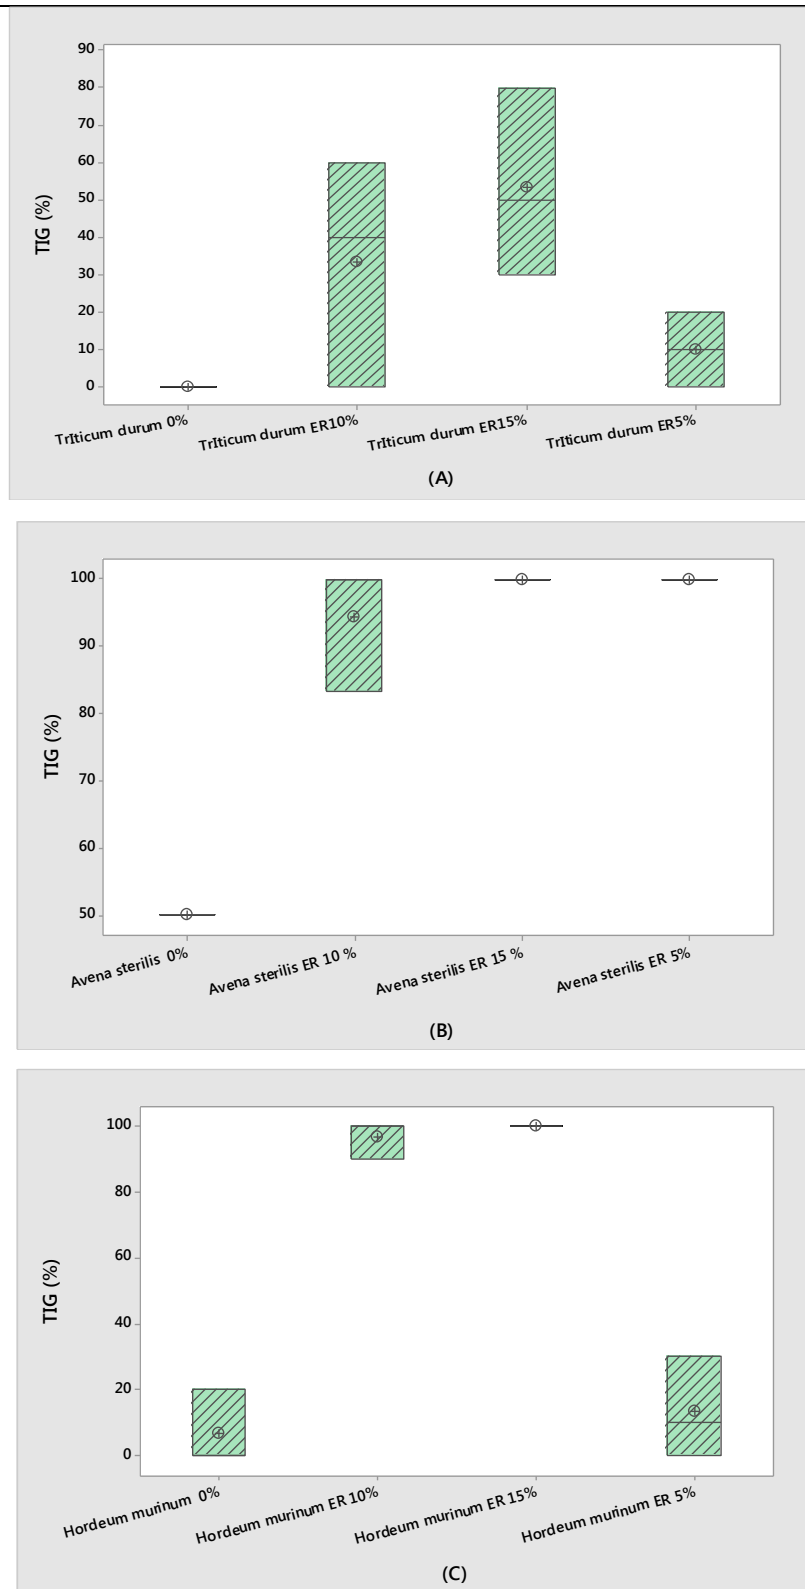 90
80
70
60
50
40
30
20
10
0
TIG (%)
Triticum durum 0%
Triticum durum ER10%
Triticum durum ER15%
Triticum durum ER5%
(A)
100
90
80
70
60
50
TIG (%)
Avena sterilis 0%
Avena sterilis ER 10 %
Avena sterilis ER 15 %
Avena sterilis ER 5%
(B)
100
80
60
40
20
0
TIG (%)
Hordeum murinum 0%
Hordeum murinum ER 10%
Hordeum murinum ER 15%
Hordeum murinum ER 5%
(C)